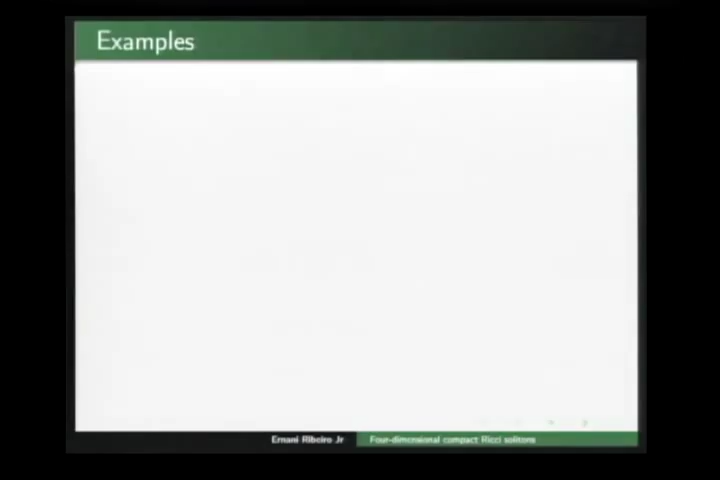 Examples
Ernani Ribeiro Jr
Four-dimensional compact Ricci solitons